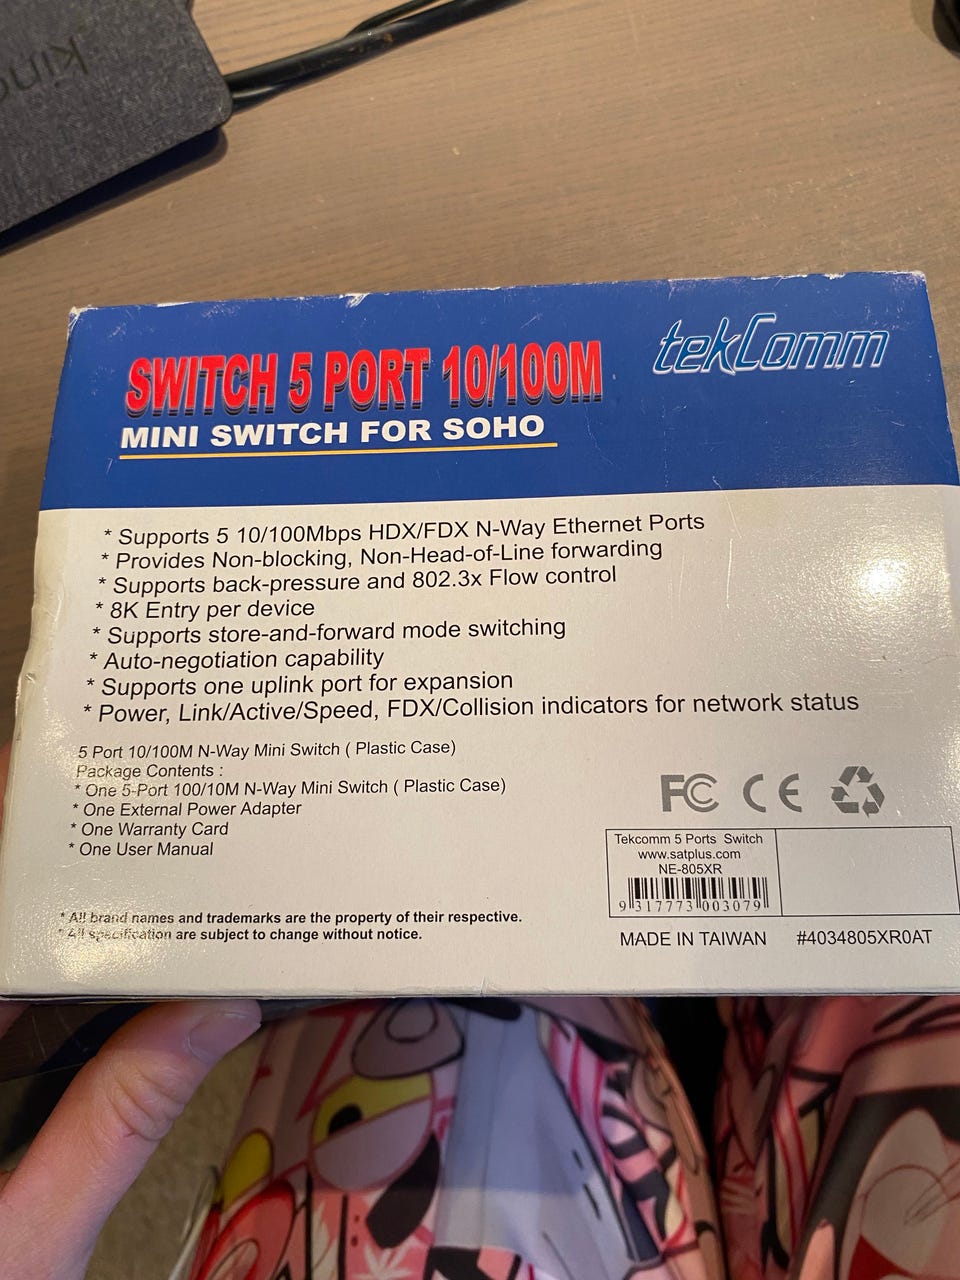 SWITCH 5 PORT 10/100M
tekComm
MINI SWITCH FOR SOHO
* Supports 5 10/100Mbps HDX/FDX N-Way Ethernet Ports
* Provides Non-blocking, Non-Head-of-Line forwarding
* Supports back-pressure and 802.3x Flow control
* 8K Entry per device
* Supports store-and-forward mode switching
* Auto-negotiation capability
* Supports one uplink port for expansion
* Power, Link/Active/Speed, FDX/Collision indicators for network status
5 Port 10/100M N-Way Mini Switch ( Plastic Case)
Package Contents :
* One 5-Port 100/10M N-Way Mini Switch ( Plastic Case)
* One External Power Adapter
* One Warranty Card
* One User Manual
FC CE
Tekcomm 5 Ports Switch
www.satplus.com
NE-805XR
9 317773 003079
* All brand names and trademarks are the property of their respective.
* All specification are subject to change without notice.
MADE IN TAIWAN #4034805XR0AT